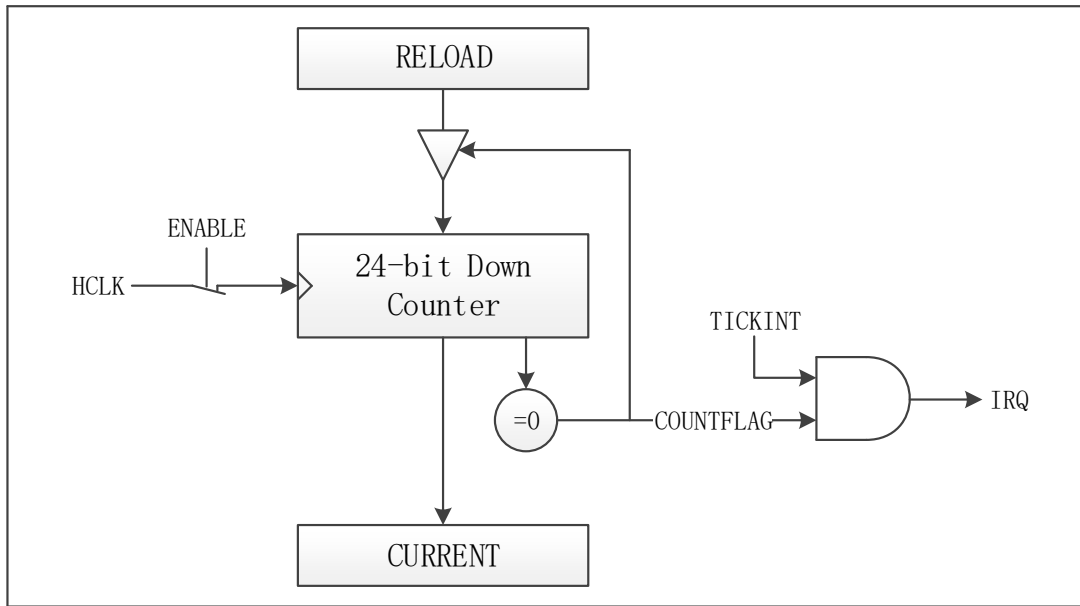 RELOAD
ENABLE
HCLK
24-bit Down
Counter
TICKINT
=0
COUNTFLAG
IRQ
CURRENT